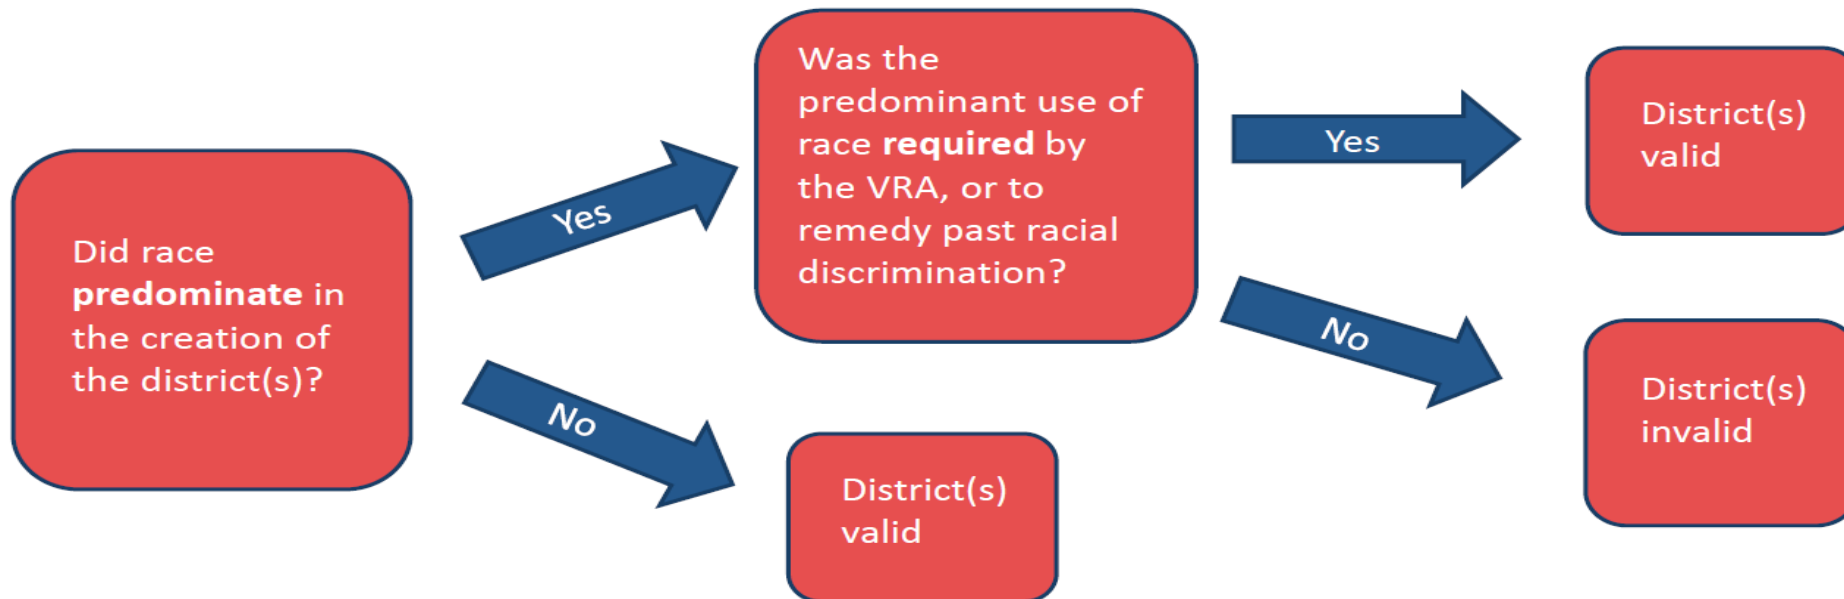 Did race
predominate in
the creation of
the district(s)?
Yes
No
Was the
predominant use of
race required by
the VRA, or to
remedy past racial
discrimination?
District(s)
valid
Yes
No
District(s)
valid
District(s)
invalid